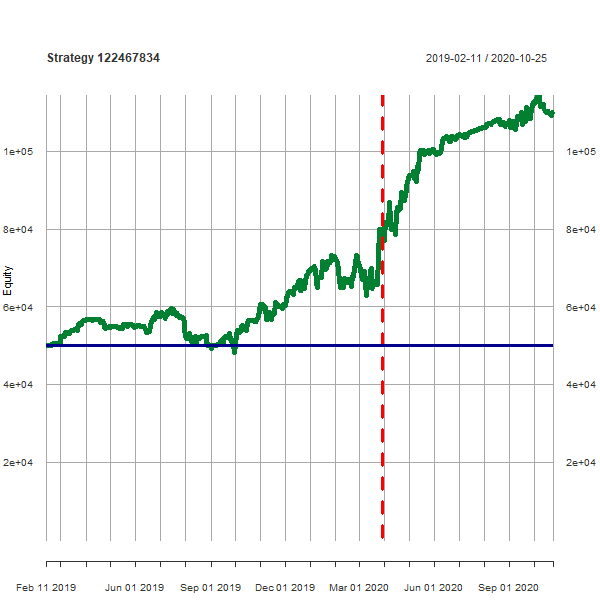 Strategy 122467834
2019-02-11 / 2020-10-25
1e+05
1e+05
8e+04
8e+04
Equity
6e+04
6e+04
4e+04
4e+04
2e+04
2e+04
Feb 11 2019
Jun 01 2019
Sep 01 2019
Dec 01 2019
Mar 01 2020
Jun 01 2020
Sep 01 2020